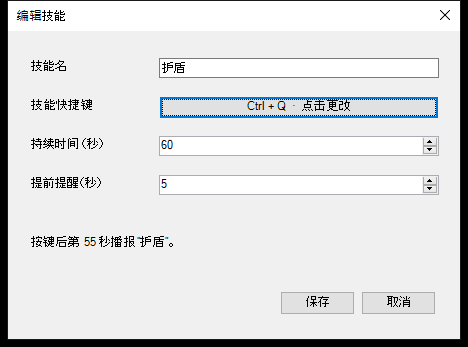 编辑技能
技能名 护盾
技能快捷键 Ctrl + Q · 点击更改
持续时间(秒) 60
提前提醒(秒) 5
按键后第 55 秒播报"护盾"。
保存 取消